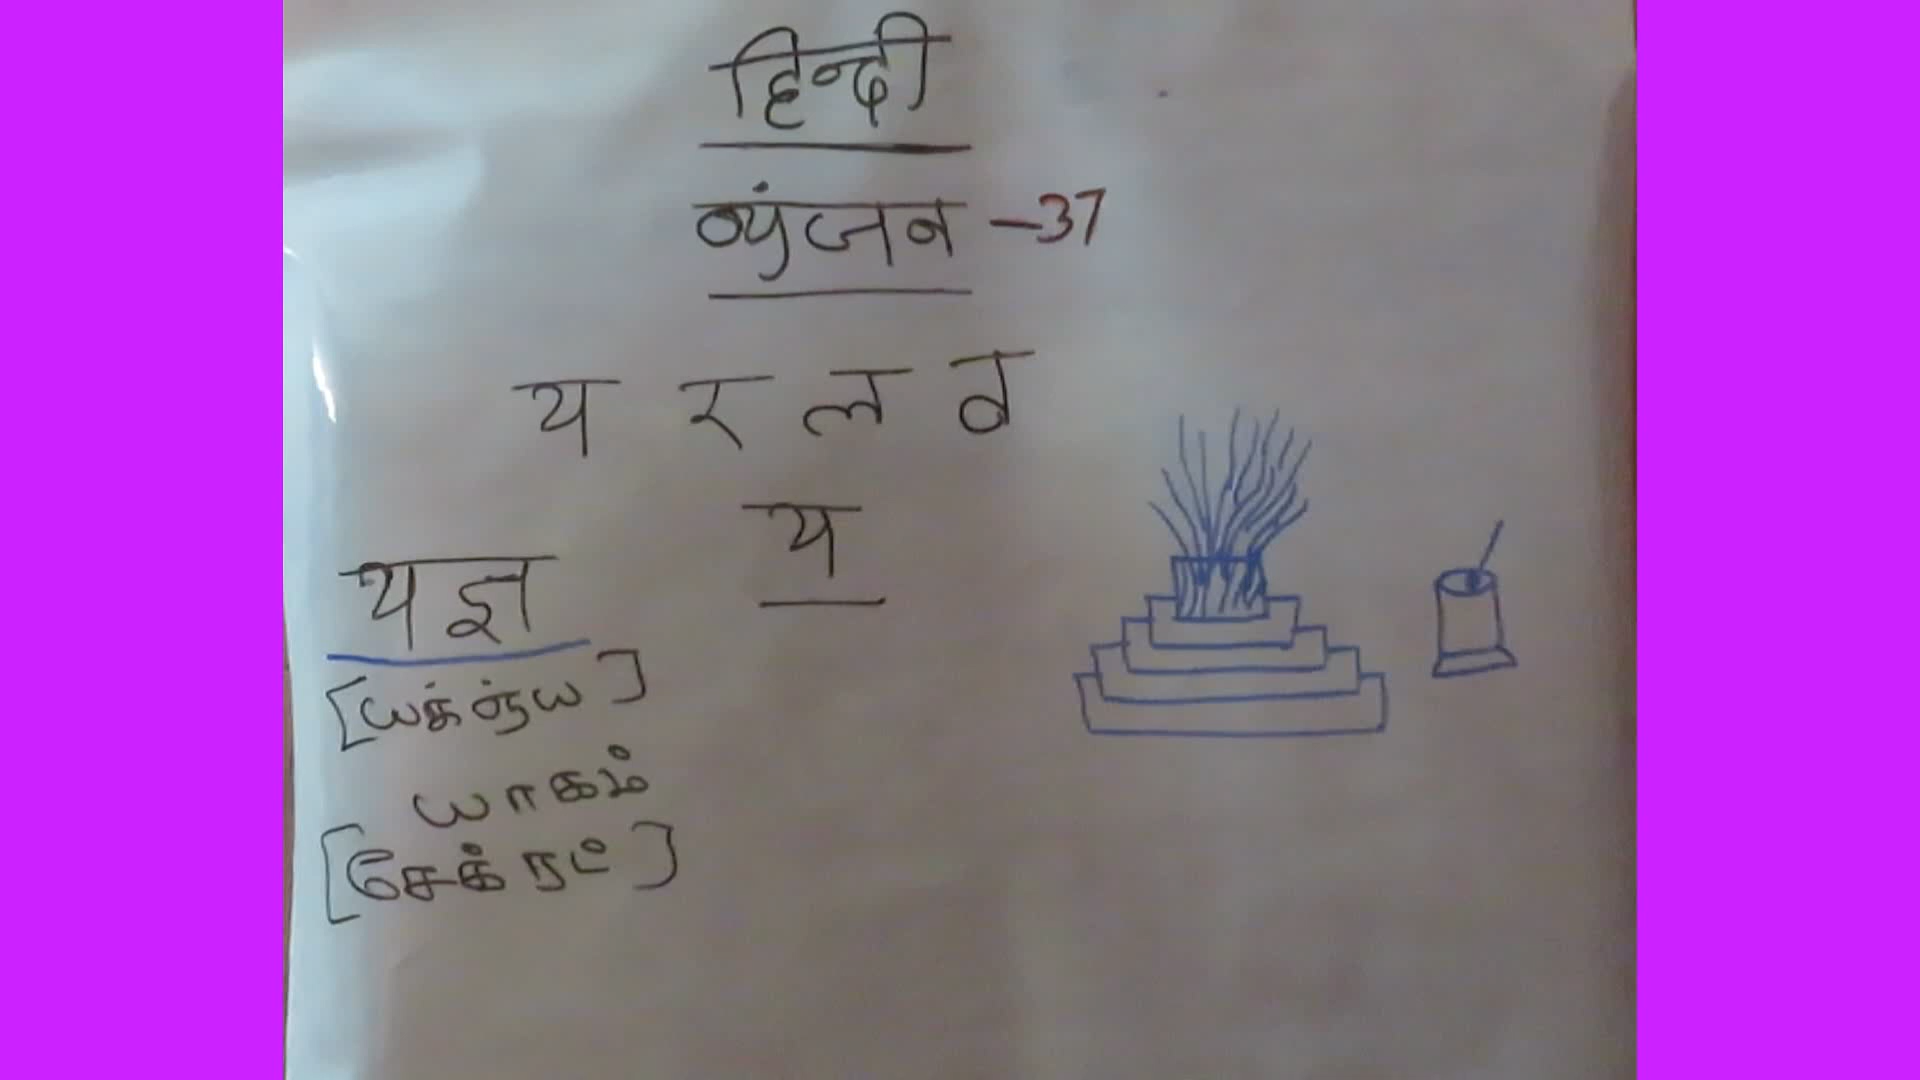 हिन्दी
व्यंजन -37
य र ल व
य
यज्ञ
[யக்ந்ய]
யாகம்
[சேக்ரட்]